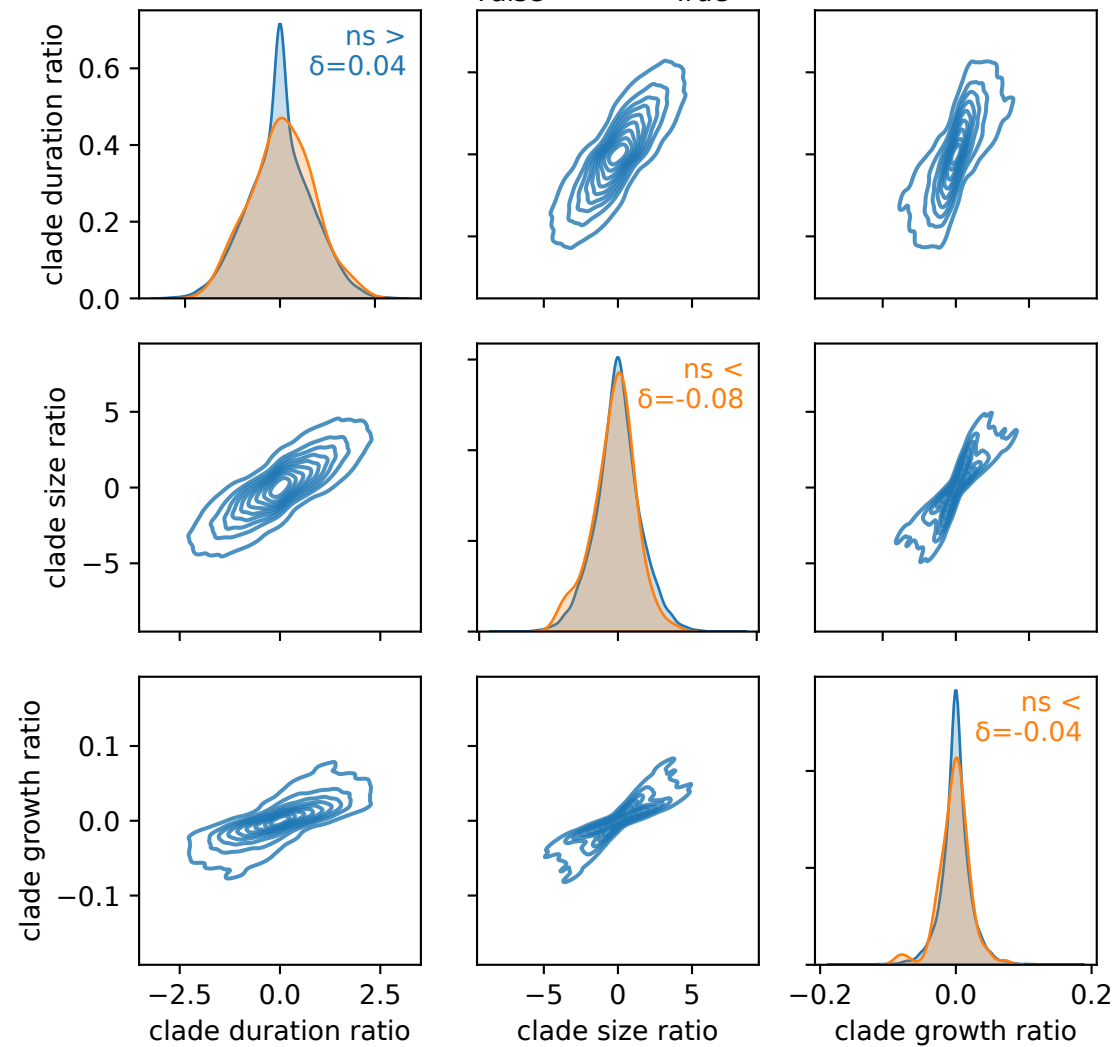 clade duration ratio
0.6
0.4
0.2
0.0
ns >
δ=0.04
clade size ratio
5
0
−5
ns <
δ=-0.08
clade growth ratio
0.1
0.0
−0.1
ns <
δ=-0.04
−2.5 0.0 2.5
−5 0 5
−0.2 0.0 0.2
clade duration ratio
clade size ratio
clade growth ratio